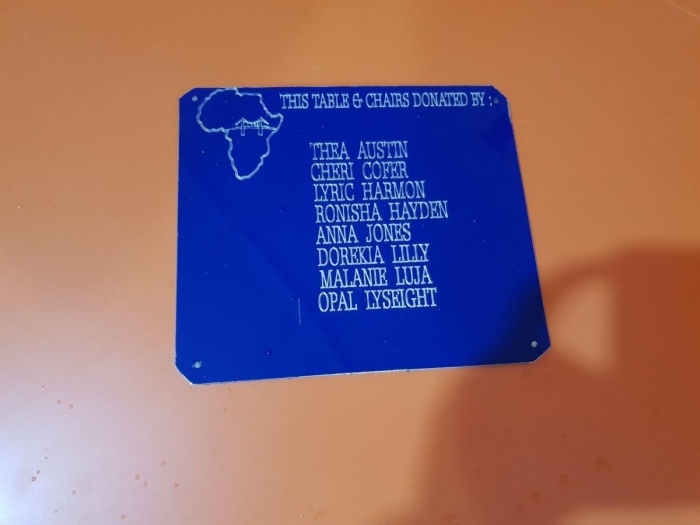 THIS TABLE & CHAIRS DONATED BY :
THEA AUSTIN
CHERI COFER
LYRIC HARMON
RONISHA HAYDEN
ANNA JONES
DOREKIA LILLY
MALANIE LUJA
OPAL LYSEIGHT